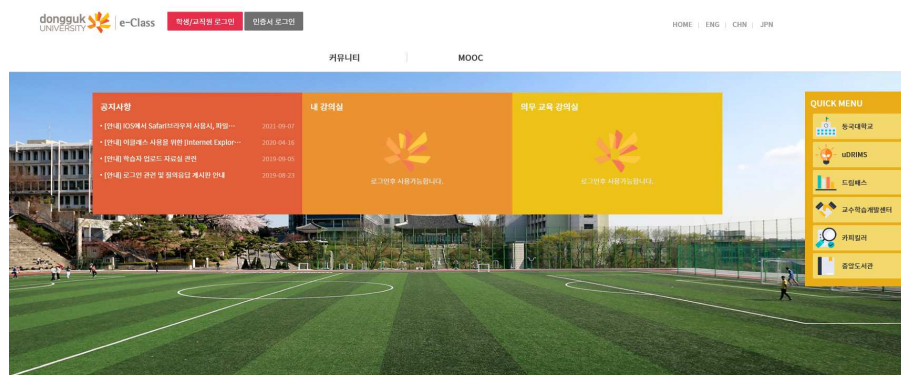 dongguk
UNIVERSITY
e-Class
학생/교직원 로그인
인증서 로그인
HOME | ENG | CHN | JPN
커뮤니티
MOOC
공지사항
• [안내] IOS에서 Safari브라우저 사용시, 파일… 2021-09-07
• [안내] 이클래스 사용을 위한 [Internet Explor… 2020-04-16
• [안내] 학습자 업로드 자료실 관련 2019-09-05
• [안내] 로그인 관련 및 질의응답 게시판 안내 2019-08-23
내 강의실
로그인후 사용가능합니다.
의무 교육 강의실
로그인후 사용가능합니다.
QUICK MENU
동국대학교
uDRIMS
드림패스
교수학습개발센터
카피킬러
중앙도서관